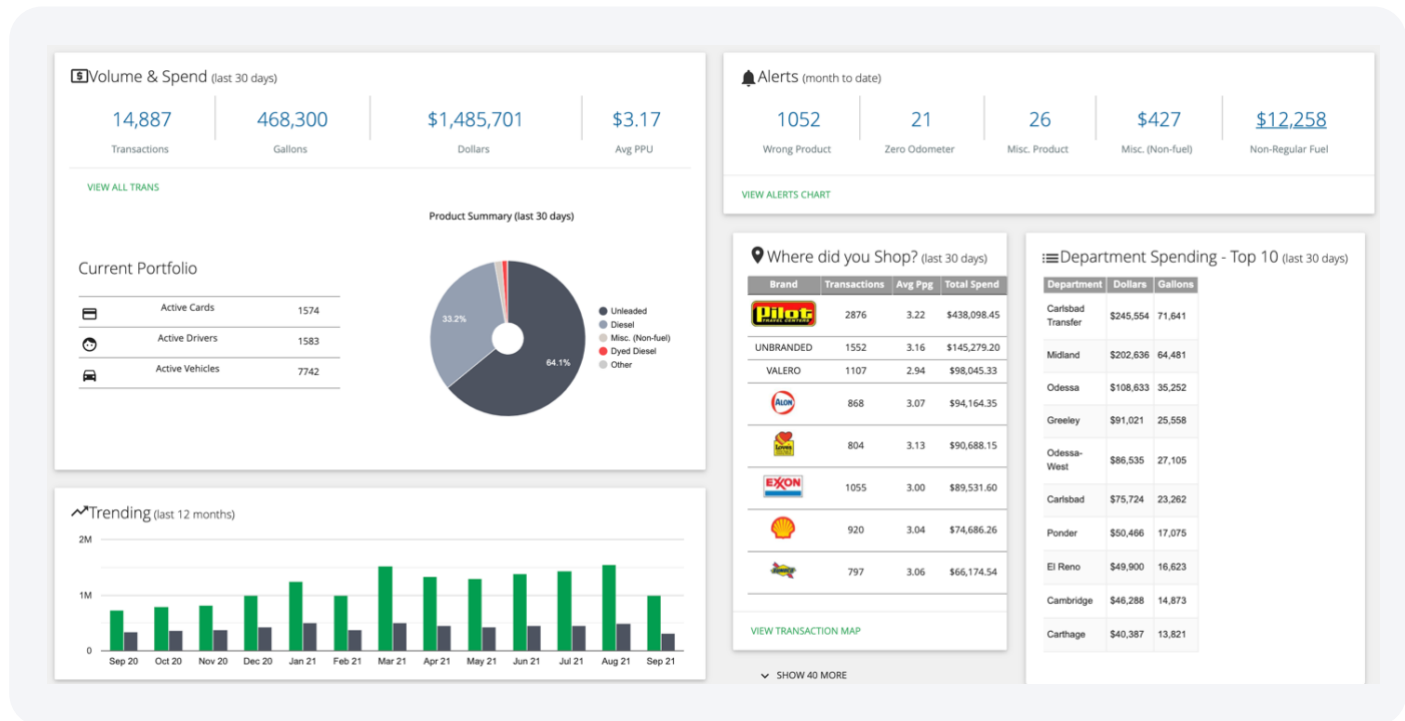 Volume & Spend (last 30 days)
14,887 468,300 $1,485,701 $3.17
Transactions Gallons Dollars Avg PPU
VIEW ALL TRANS
Product Summary (last 30 days)
Current Portfolio
Active Cards 1574
Active Drivers 1583
Active Vehicles 7742
33.2%
64.1%
Unleaded
Diesel
Misc. (Non-fuel)
Dyed Diesel
Other
Trending (last 12 months)
2M
1M
0
Sep 20 Oct 20 Nov 20 Dec 20 Jan 21 Feb 21 Mar 21 Apr 21 May 21 Jun 21 Jul 21 Aug 21 Sep 21
Alerts (month to date)
1052 21 26 $427 $12,258
Wrong Product Zero Odometer Misc. Product Misc. (Non-fuel) Non-Regular Fuel
VIEW ALERTS CHART
Where did you Shop? (last 30 days)
Brand Transactions Avg Ppg Total Spend
Pilot TRAVEL CENTERS 2876 3.22 $438,098.45
UNBRANDED 1552 3.16 $145,279.20
VALERO 1107 2.94 $98,045.33
ALON 868 3.07 $94,164.35
Love's 804 3.13 $90,688.15
EXXON 1055 3.00 $89,531.60
920 3.04 $74,686.26
SUNOCO 797 3.06 $66,174.54
VIEW TRANSACTION MAP
SHOW 40 MORE
Department Spending - Top 10 (last 30 days)
Department Dollars Gallons
Carlsbad Transfer $245,554 71,641
Midland $202,636 64,481
Odessa $108,633 35,252
Greeley $91,021 25,558
Odessa-West $86,535 27,105
Carlsbad $75,724 23,262
Ponder $50,466 17,075
El Reno $49,900 16,623
Cambridge $46,288 14,873
Carthage $40,387 13,821